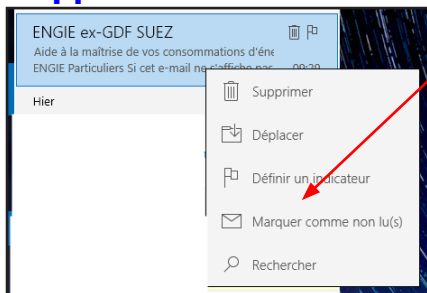 ENGIE ex-GDF SUEZ
Aide à la maîtrise de vos consommations d'éne
ENGIE Particuliers Si cet e-mail ne s'affiche pas 09:29
Hier
Supprimer
Déplacer
Définir un indicateur
Marquer comme non lu(s)
Rechercher